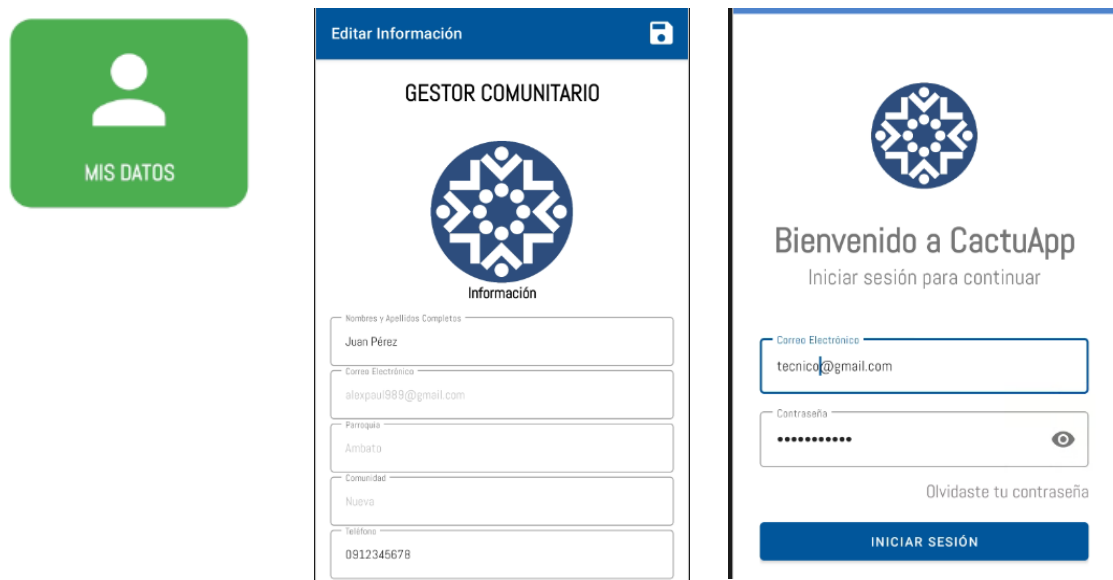 MIS DATOS
Editar Información
GESTOR COMUNITARIO
Información
Nombres y Apellidos Completos
Juan Pérez
Correo Electrónico
alexpaul989@gmail.com
Parroquia
Ambato
Comunidad
Nueva
Teléfono
0912345678
Bienvenido a CactuApp
Iniciar sesión para continuar
Correo Electrónico
tecnico@gmail.com
Contraseña
•••••••••••
Olvidaste tu contraseña
INICIAR SESIÓN